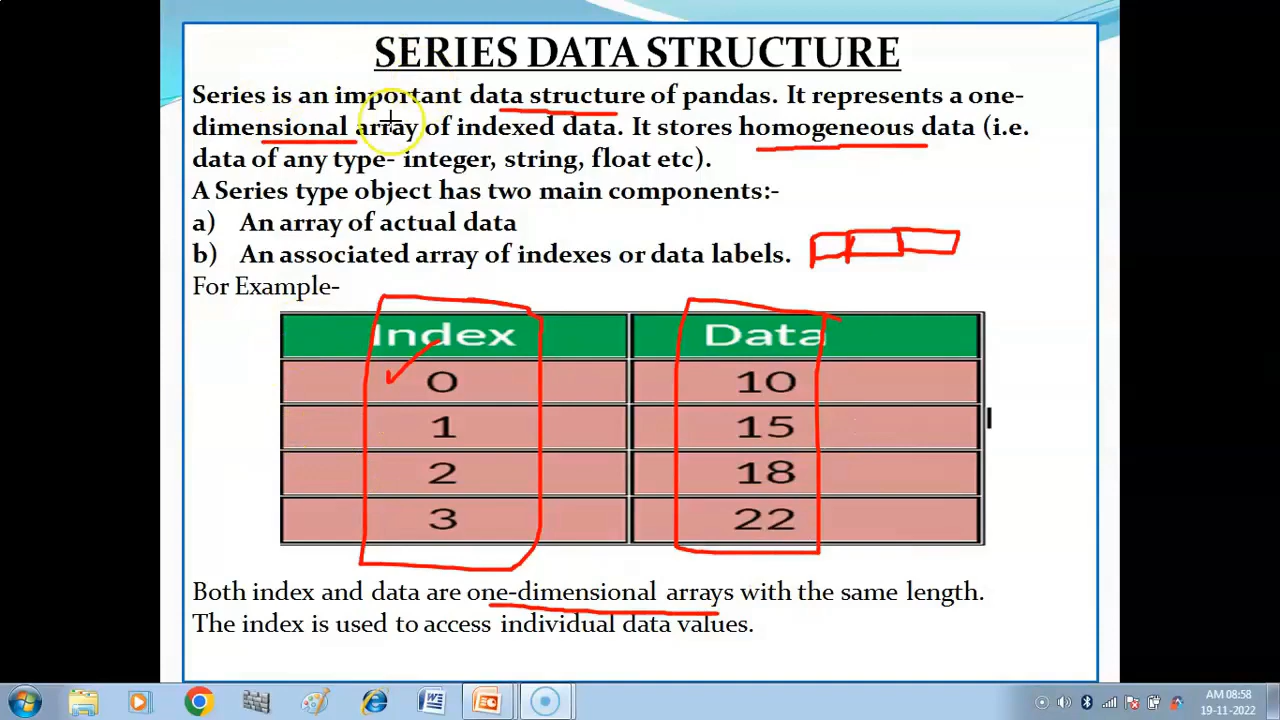 SERIES DATA STRUCTURE
Series is an important data structure of pandas. It represents a one-
dimensional array of indexed data. It stores homogeneous data (i.e.
data of any type- integer, string, float etc).
A Series type object has two main components:-
a) An array of actual data
b) An associated array of indexes or data labels.
For Example-
Index Data
0 10
1 15
2 18
3 22
Both index and data are one-dimensional arrays with the same length.
The index is used to access individual data values.
AM 08:58
19-11-2022